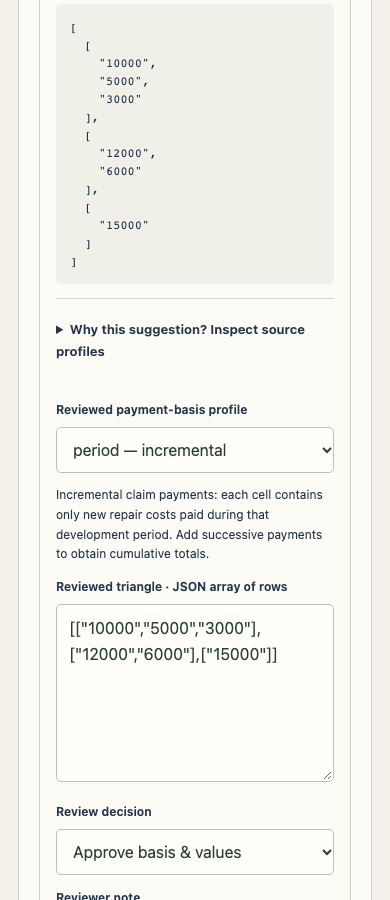 [
[
"10000",
"5000",
"3000"
],
[
"12000",
"6000"
],
[
"15000"
]
]
▶ Why this suggestion? Inspect source
profiles
Reviewed payment-basis profile
period — incremental
Incremental claim payments: each cell contains
only new repair costs paid during that
development period. Add successive payments
to obtain cumulative totals.
Reviewed triangle · JSON array of rows
[["10000","5000","3000"],
["12000","6000"],["15000"]]
Review decision
Approve basis & values
Reviewer note